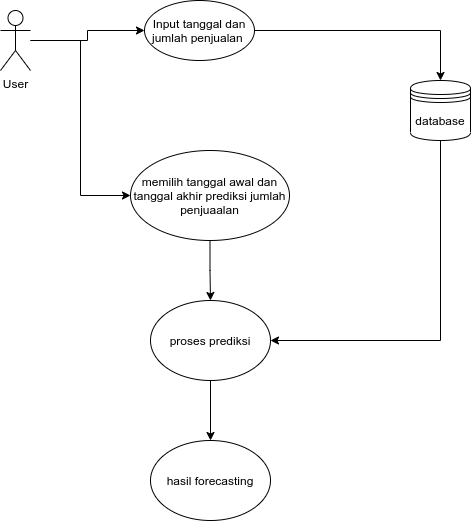 Input tanggal dan
jumlah penjualan
User
database
memilih tanggal awal dan
tanggal akhir prediksi jumlah
penjuaalan
proses prediksi
hasil forecasting